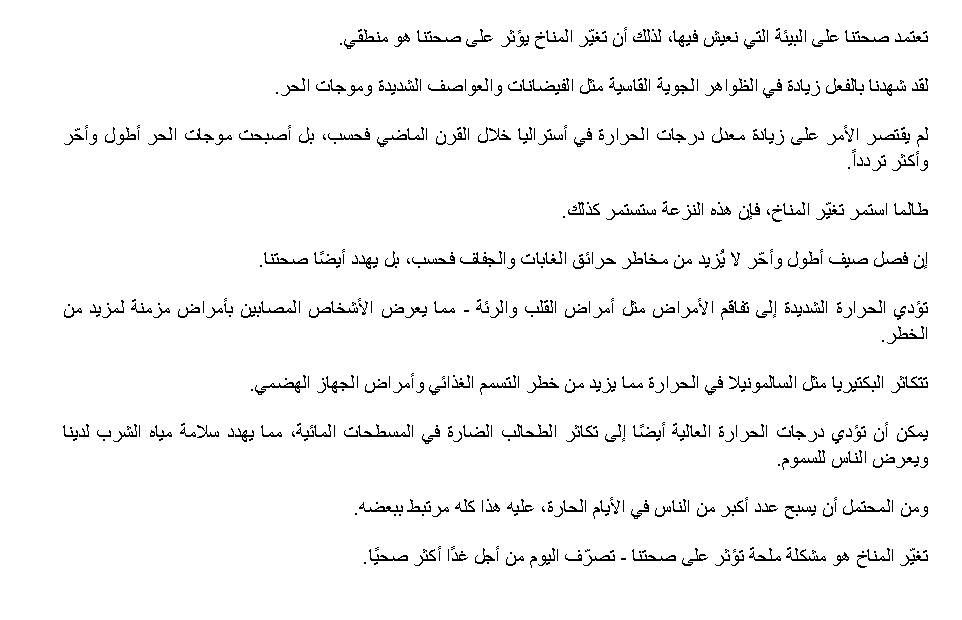 تعتمد صحتنا على البيئة التي نعيش فيها، لذلك أن تغيّر المناخ يؤثر على صحتنا هو منطقي.
لقد شهدنا بالفعل زيادة في الظواهر الجوية القاسية مثل الفيضانات والعواصف الشديدة وموجات الحر.
لم يقتصر الأمر على زيادة معدل درجات الحرارة في أستراليا خلال القرن الماضي فحسب، بل أصبحت موجات الحر أطول وأحّر
وأكثر تردداً.
طالما استمر تغيّر المناخ، فإن هذه النزعة ستستمر كذلك.
إن فصل صيف أطول وأحّر لا يُزيد من مخاطر حرائق الغابات والجفاف فحسب، بل يهدد أيضًا صحتنا.
تؤدي الحرارة الشديدة إلى تفاقم الأمراض مثل أمراض القلب والرئة - مما يعرض الأشخاص المصابين بأمراض مزمنة لمزيد من
الخطر.
تتكاثر البكتيريا مثل السالمونيلا في الحرارة مما يزيد من خطر التسمم الغذائي وأمراض الجهاز الهضمي.
يمكن أن تؤدي درجات الحرارة العالية أيضًا إلى تكاثر الطحالب الضارة في المسطحات المائية، مما يهدد سلامة مياه الشرب لدينا
ويعرض الناس للسموم.
ومن المحتمل أن يسبح عدد أكبر من الناس في الأيام الحارة، عليه هذا كله مرتبط ببعضه.
تغيّر المناخ هو مشكلة ملحة تؤثر على صحتنا - تصرّف اليوم من أجل غدًا أكثر صحيًا.